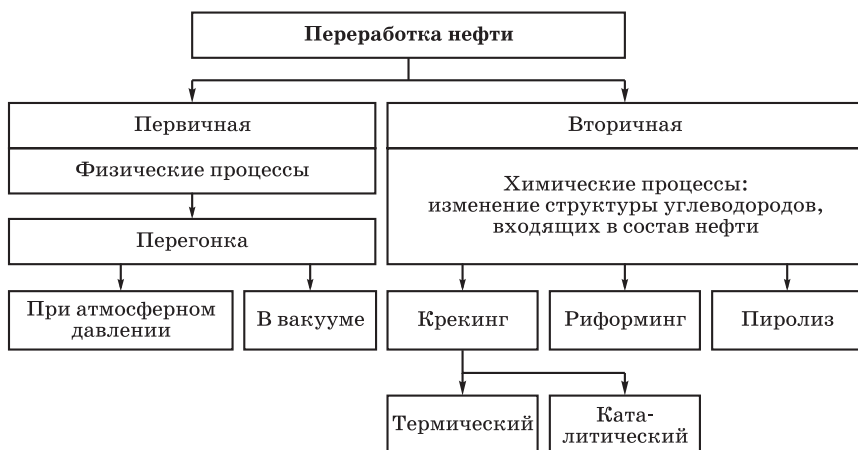 Переработка нефти
Первичная
Физические процессы
Перегонка
При атмосферном
давлении
В вакууме
Вторичная
Химические процессы:
изменение структуры углеводородов,
входящих в состав нефти
Крекинг
Риформинг
Пиролиз
Термический
Ката-
литический